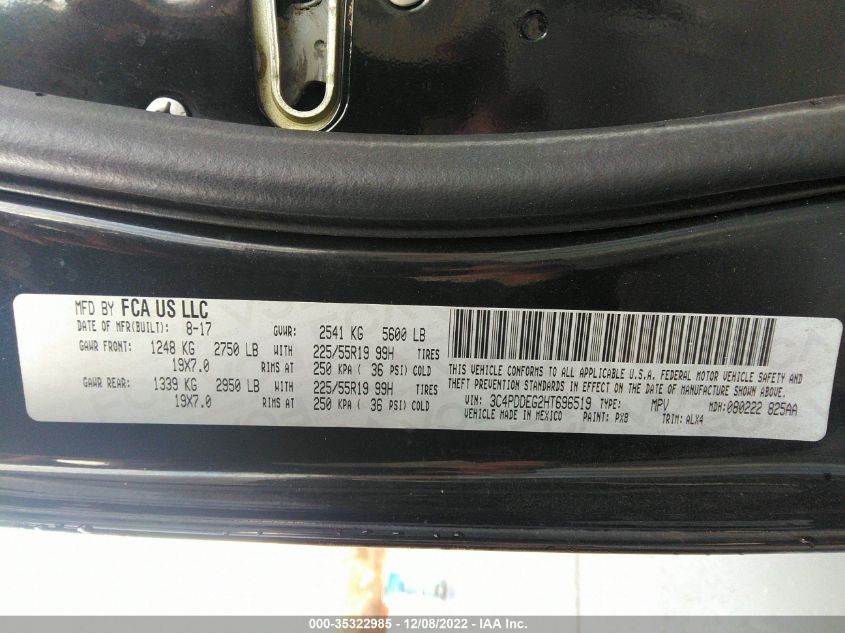 MFD BY FCA US LLC
DATE OF MFR(BUILT): 8-17 GVWR: 2541 KG 5600 LB
GAWR FRONT: 1248 KG 2750 LB WITH 225/55R19 99H TIRES
19X7.0 RIMS AT 250 KPA ( 36 PSI) COLD
GAWR REAR: 1339 KG 2950 LB WITH 225/55R19 99H TIRES
19X7.0 RIMS AT 250 KPA ( 36 PSI) COLD
THIS VEHICLE CONFORMS TO ALL APPLICABLE U.S.A. FEDERAL MOTOR VEHICLE SAFETY AND
THEFT PREVENTION STANDARDS IN EFFECT ON THE DATE OF MANUFACTURE SHOWN ABOVE.
VIN: 3C4PDDEG2HT696519 TYPE: MPV MDH:080222 825AA
VEHICLE MADE IN MEXICO PAINT: PX8 TRIM: ALX4
000-35322985 - 12/08/2022 - IAA Inc.